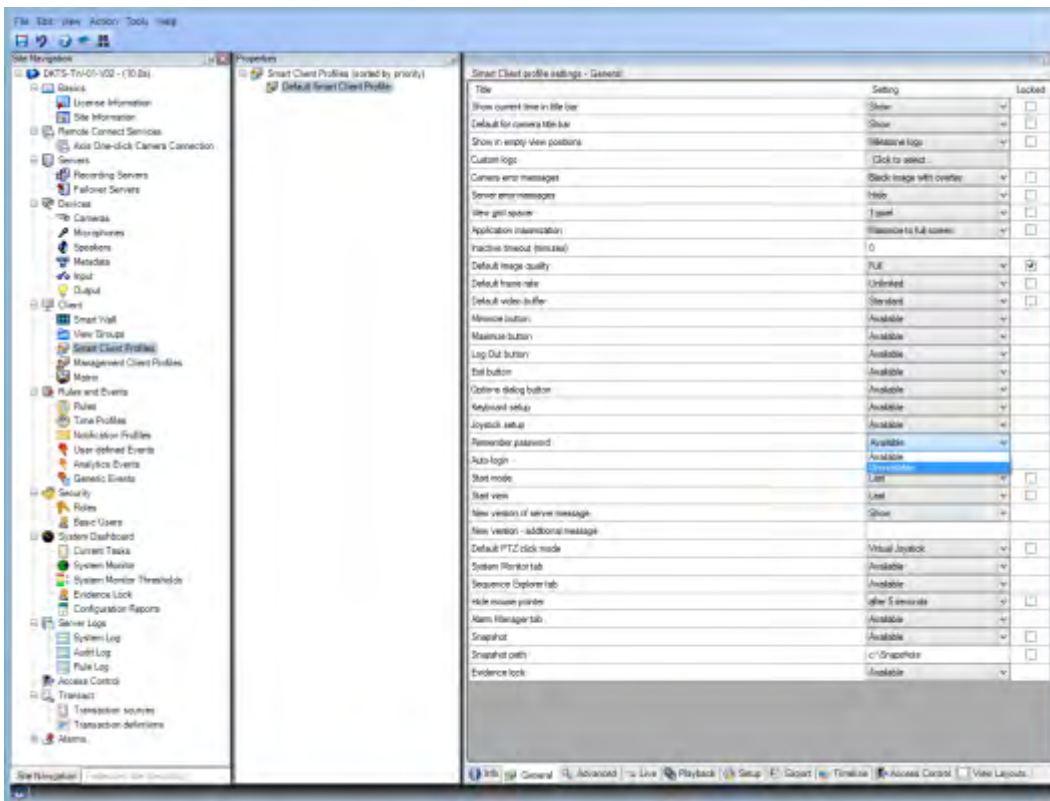 File Edit View Action Tools Help
Site Navigation
DKTS-TW-01-V02 - (10.0a)
Basics
License Information
Site Information
Remote Connect Services
Axis One-click Camera Connection
Servers
Recording Servers
Failover Servers
Devices
Cameras
Microphones
Speakers
Metadata
Input
Output
Client
Smart Wall
View Groups
Smart Client Profiles
Management Client Profiles
Matrix
Rules and Events
Rules
Time Profiles
Notification Profiles
User-defined Events
Analytics Events
Generic Events
Security
Roles
Basic Users
System Dashboard
Current Tasks
System Monitor
System Monitor Thresholds
Evidence Lock
Configuration Reports
Server Logs
System Log
Audit Log
Rule Log
Access Control
Transact
Transaction sources
Transaction definitions
Alarms
Site Navigation
Properties
Smart Client Profiles (sorted by priority)
Default Smart Client Profile
Smart Client profile settings - General
Title Setting Locked
Show current time in title bar Show
Default for camera title bar Show
Show in empty view positions Milestone logo
Custom logo Click to select...
Camera error messages Black image with overlay
Server error messages Hide
View grid spacer 1 pixel
Application maximization Maximize to full screen
Inactive timeout (minutes) 0
Default image quality Full
Default frame rate Unlimited
Default video buffer Standard
Minimize button Available
Maximize button Available
Log Out button Available
Exit button Available
Options dialog button Available
Keyboard setup Available
Joystick setup Available
Remember password Available
Available
Auto-login Unavailable
Start mode Last
Start view Last
New version of server message Show
New version - additional message
Default PTZ click mode Virtual Joystick
System Monitor tab Available
Sequence Explorer tab Available
Hide mouse pointer after 5 seconds
Alarm Manager tab Available
Snapshot Available
Snapshot path c:\Snapshots
Evidence lock Available
Info General Advanced Live Playback Setup Export Timeline Access Control View Layouts